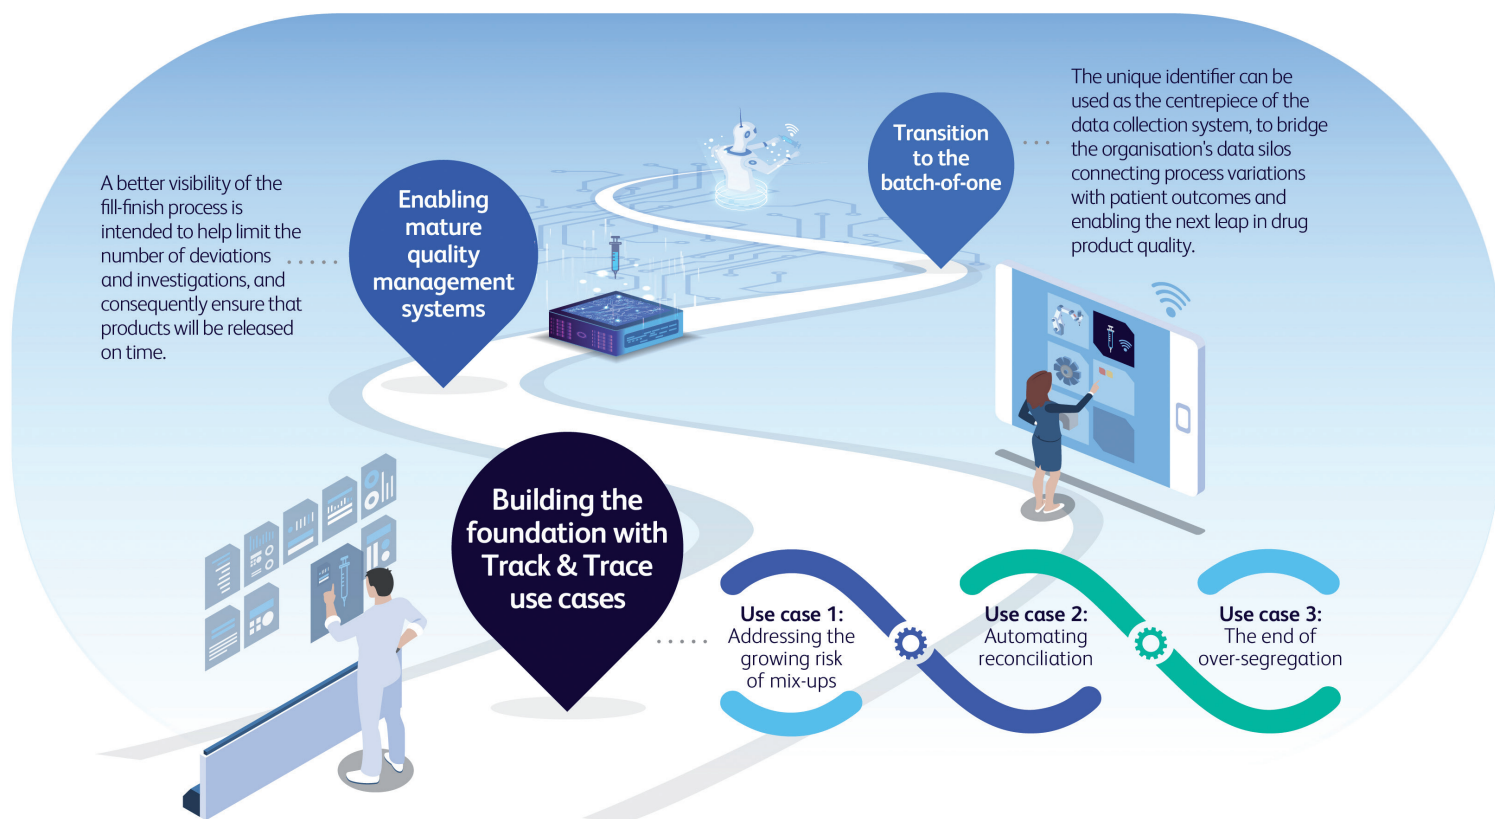 The unique identifier can be
used as the centrepiece of the
data collection system, to bridge
the organisation's data silos
connecting process variations
with patient outcomes and
enabling the next leap in drug
product quality.
Transition
to the
batch-of-one
A better visibility of the
fill-finish process is
intended to help limit the
number of deviations
and investigations, and
consequently ensure that
products will be released
on time.
Enabling
mature
quality
management
systems
Building the
foundation with
Track & Trace
use cases
Use case 1:
Addressing the
growing risk
of mix-ups
Use case 2:
Automating
reconciliation
Use case 3:
The end of
over-segregation